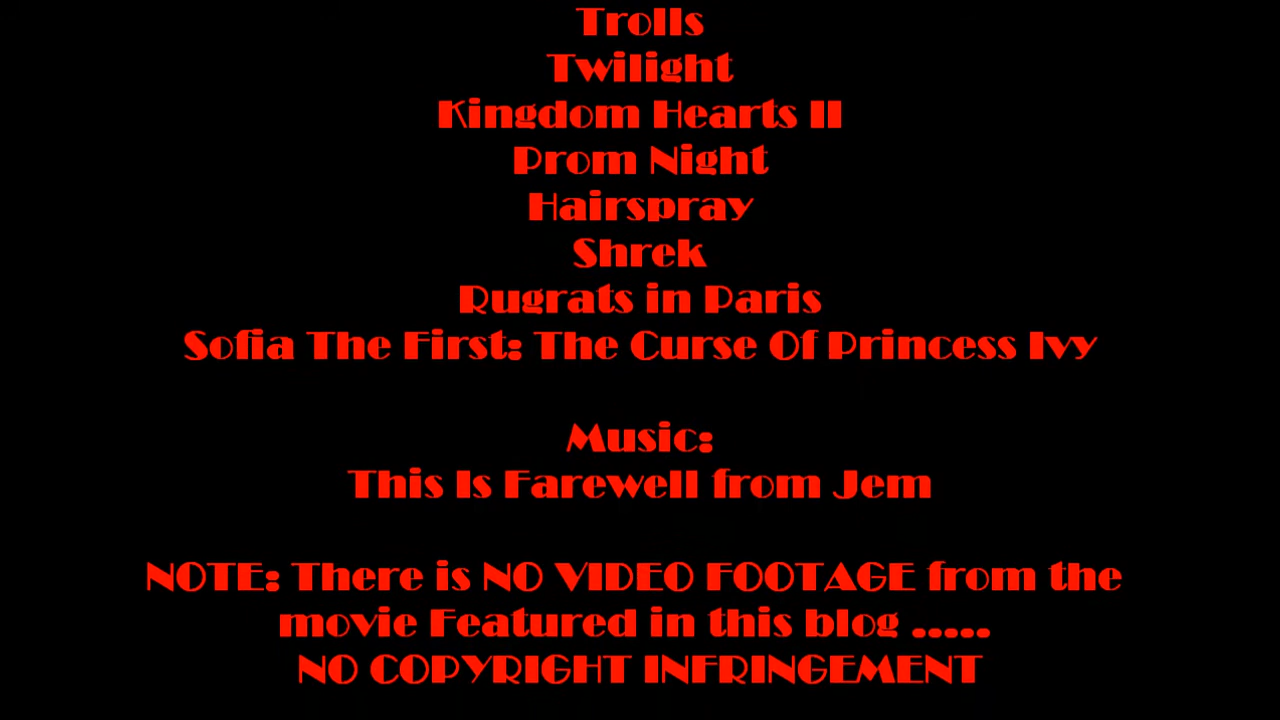 Trolls
Twilight
Kingdom Hearts II
Prom Night
Hairspray
Shrek
Rugrats in Paris
Sofia The First: The Curse Of Princess Ivy
Music:
This Is Farewell from Jem
NOTE: There is NO VIDEO FOOTAGE from the
movie Featured in this blog .....
NO COPYRIGHT INFRINGEMENT